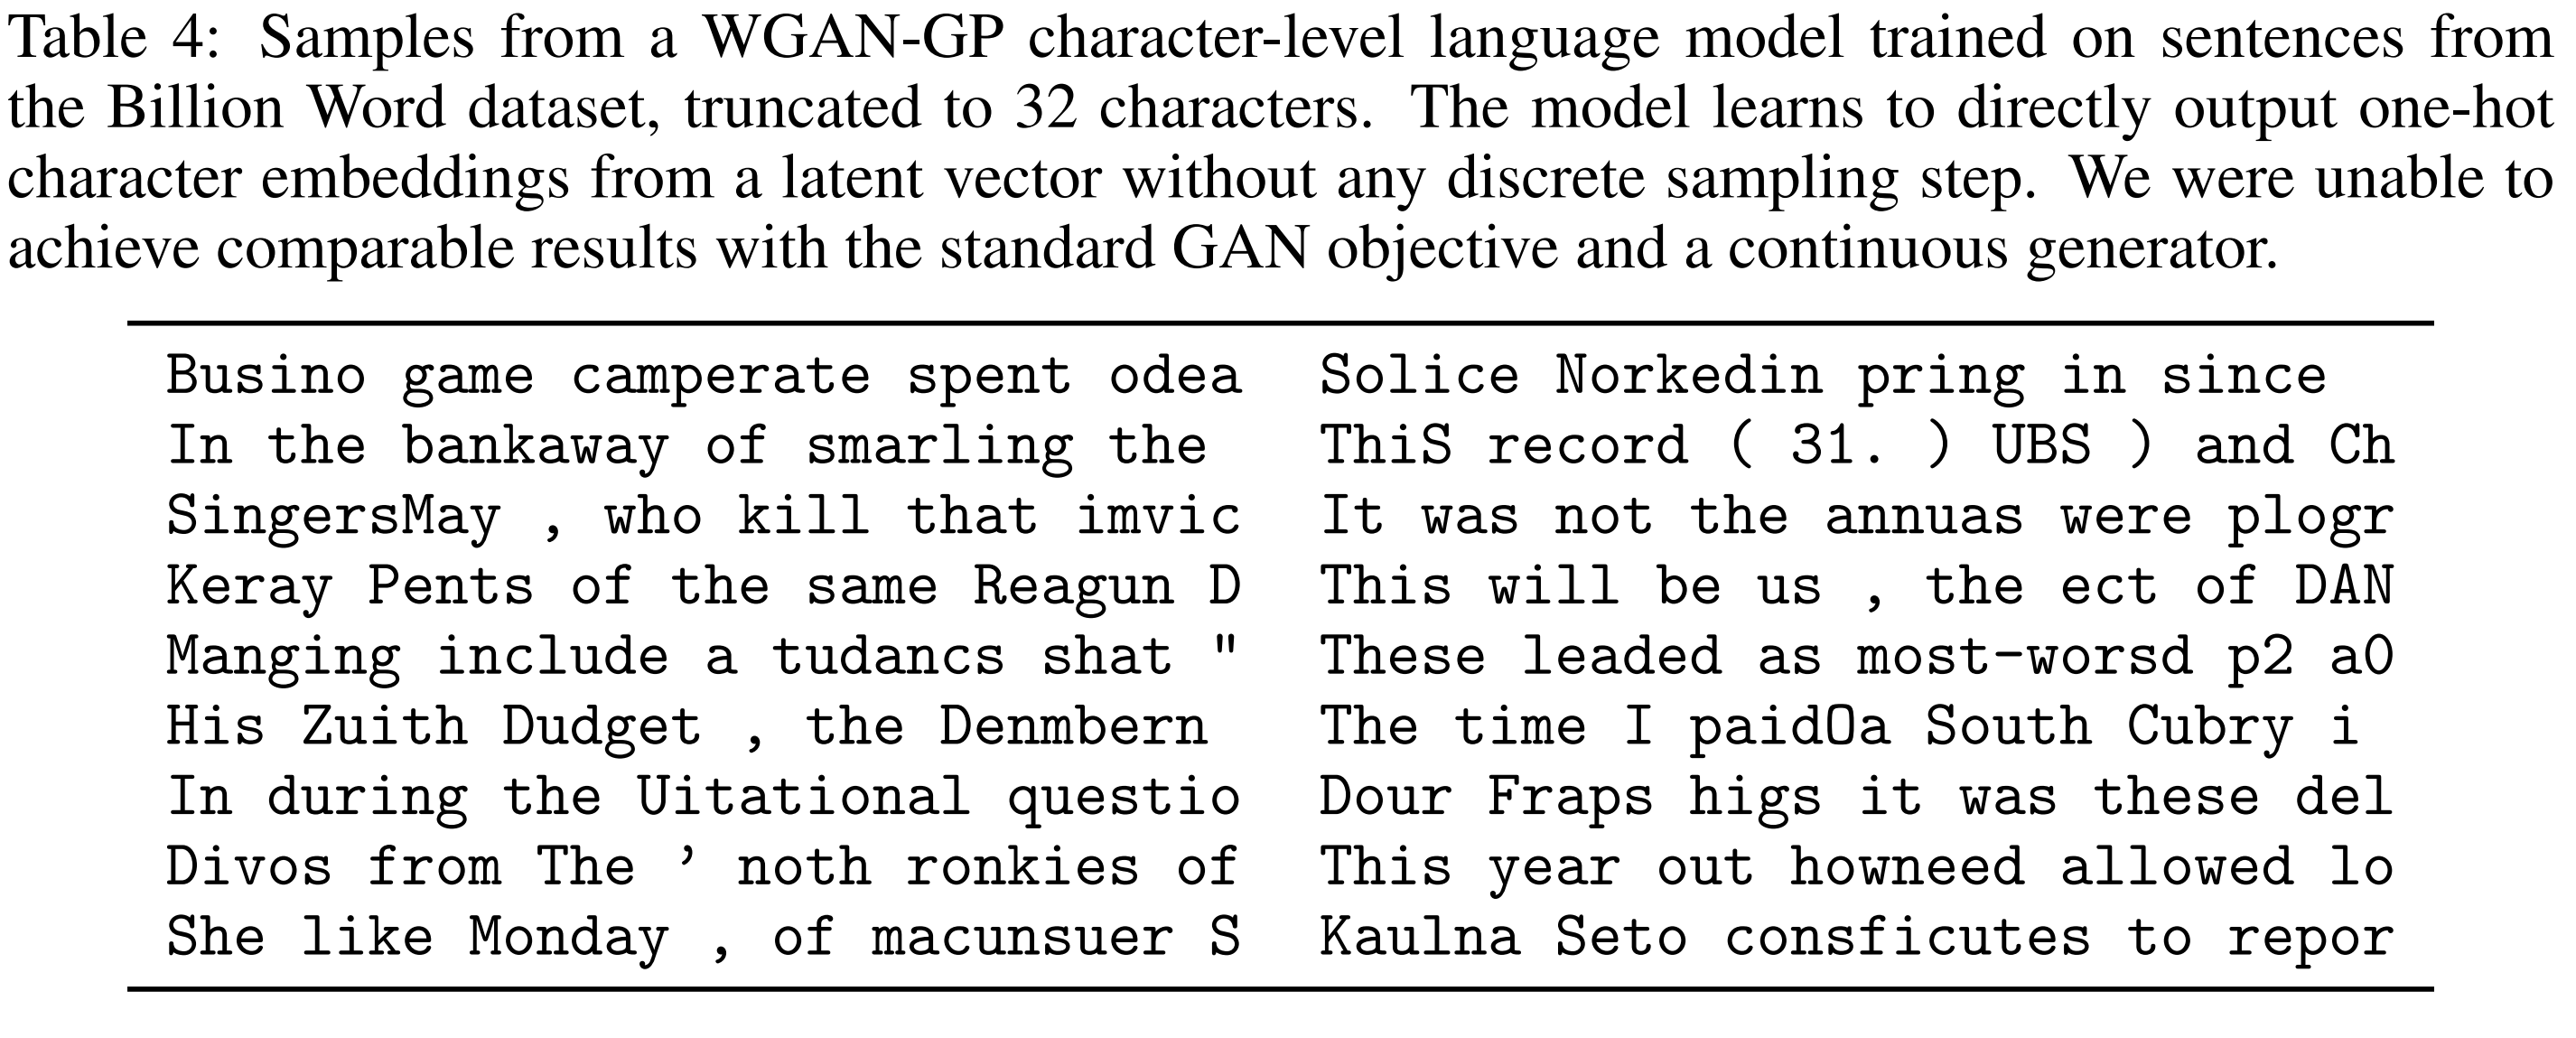 Table 4: Samples from a WGAN-GP character-level language model trained on sentences from
the Billion Word dataset, truncated to 32 characters. The model learns to directly output one-hot
character embeddings from a latent vector without any discrete sampling step. We were unable to
achieve comparable results with the standard GAN objective and a continuous generator.
Busino game camperate spent odea
In the bankaway of smarling the
SingersMay , who kill that imvic
Keray Pents of the same Reagun D
Manging include a tudancs shat "
His Zuith Dudget , the Denmbern
In during the Uitational questio
Divos from The ’ noth ronkies of
She like Monday , of macunsuer S
Solice Norkedin pring in since
ThiS record ( 31. ) UBS ) and Ch
It was not the annuas were plogr
This will be us , the ect of DAN
These leaded as most-worsd p2 a0
The time I paidOa South Cubry i
Dour Fraps higs it was these del
This year out howneed allowed lo
Kaulna Seto consficutes to repor